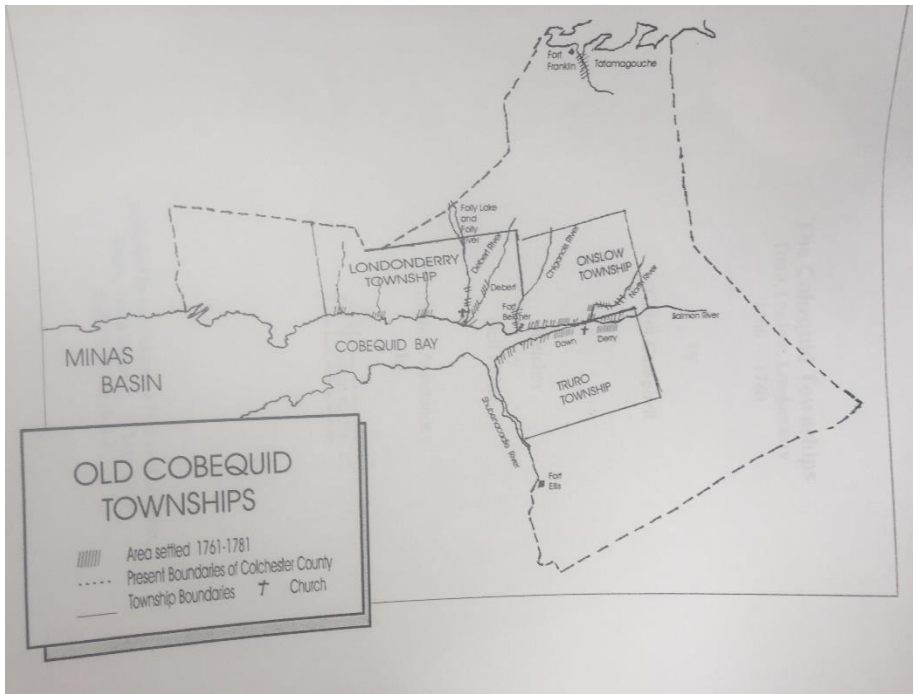 Fort
Franklin
Tatamagouche
Folly Lake
and
Folly
River
Debert River
Debert
Chiganois River
LONDONDERRY
TOWNSHIP
ONSLOW
TOWNSHIP
North River
Fort
Belcher
Salmon River
Down
Derry
MINAS
BASIN
COBEQUID BAY
TRURO
TOWNSHIP
Shubenacadie River
Fort
Ellis
OLD COBEQUID
TOWNSHIPS
Area settled 1761-1781
Present Boundaries of Colchester County
Township Boundaries † Church